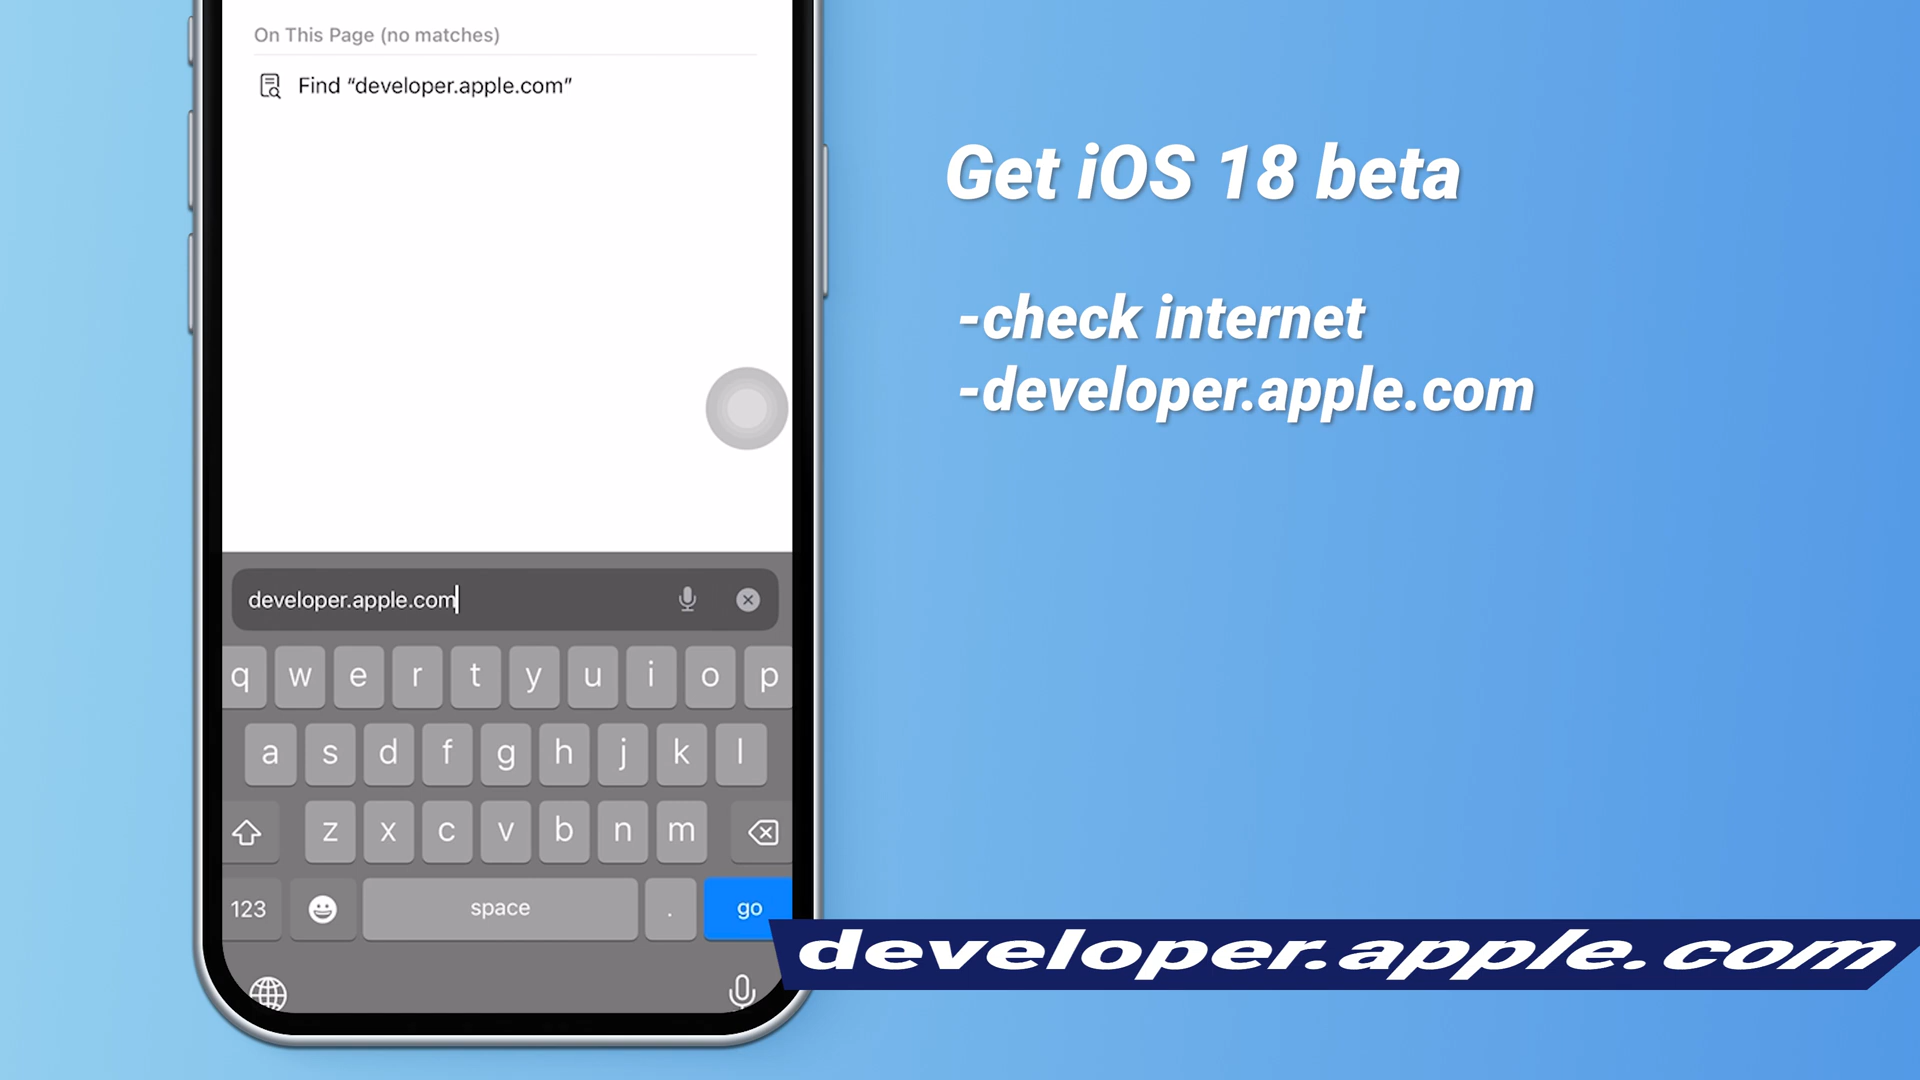 On This Page (no matches)
Find “developer.apple.com”
Get iOS 18 beta
-check internet
-developer.apple.com
developer.apple.com
q w e r t y u i o p
a s d f g h j k l
z x c v b n m
123 space . go
developer.apple.com